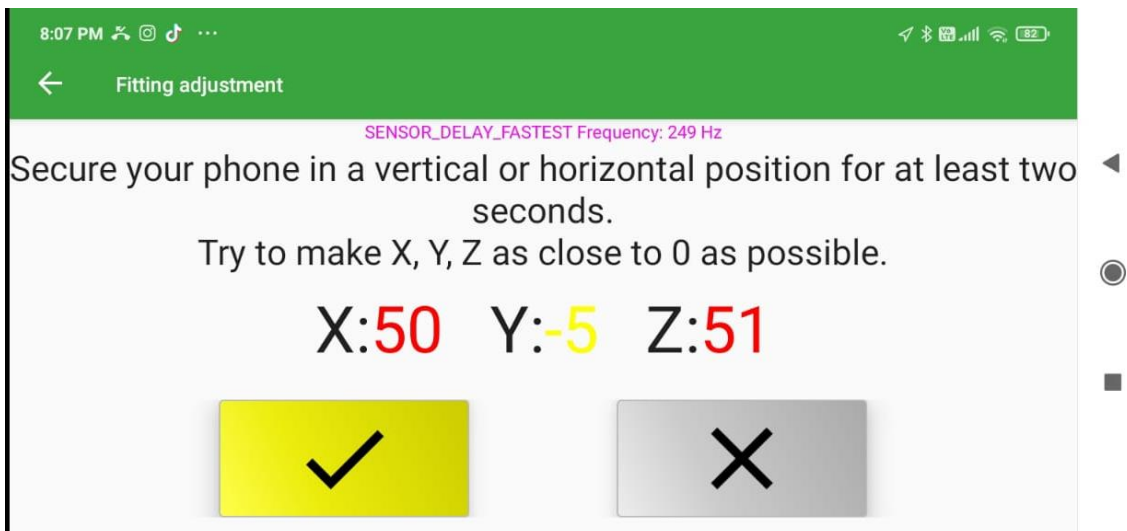 8:07 PM ... 82
Fitting adjustment
SENSOR_DELAY_FASTEST Frequency: 249 Hz
Secure your phone in a vertical or horizontal position for at least two
seconds.
Try to make X, Y, Z as close to 0 as possible.
X:50 Y:-5 Z:51